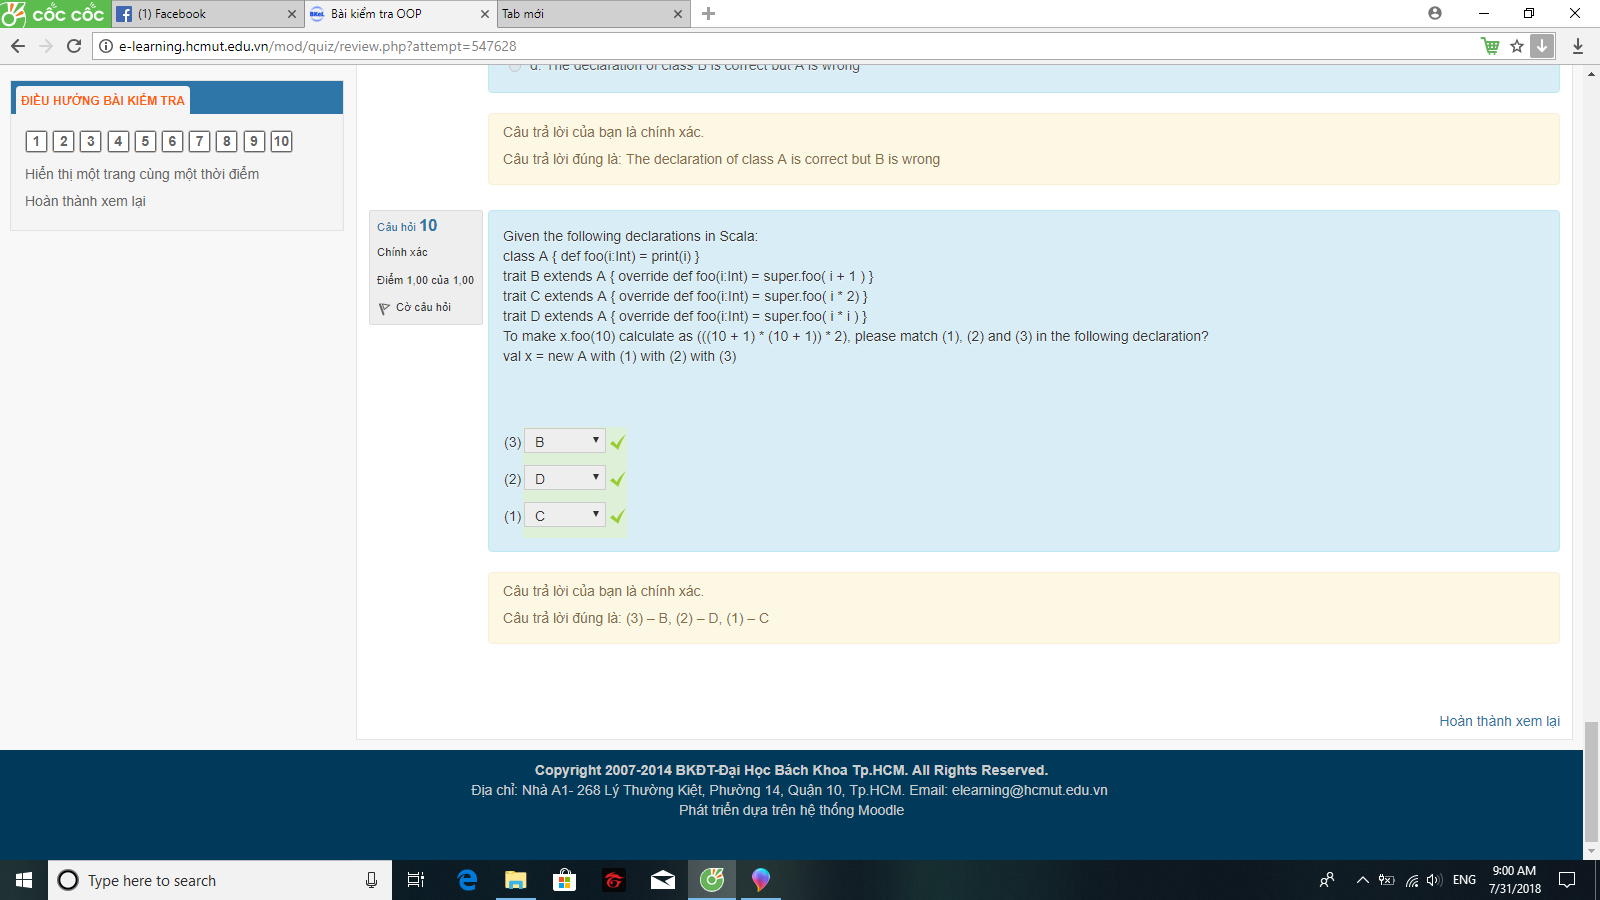 cốc cốc
(1) Facebook
Bài kiểm tra OOP
Tab mới
e-learning.hcmut.edu.vn/mod/quiz/review.php?attempt=547628
ĐIỀU HƯỚNG BÀI KIỂM TRA
1 2 3 4 5 6 7 8 9 10
Hiển thị một trang cùng một thời điểm
Hoàn thành xem lại
d. The declaration of class B is correct but A is wrong
Câu trả lời của bạn là chính xác.
Câu trả lời đúng là: The declaration of class A is correct but B is wrong
Câu hỏi 10
Chính xác
Điểm 1,00 của 1,00
Cờ câu hỏi
Given the following declarations in Scala:
class A { def foo(i:Int) = print(i) }
trait B extends A { override def foo(i:Int) = super.foo( i + 1 ) }
trait C extends A { override def foo(i:Int) = super.foo( i * 2) }
trait D extends A { override def foo(i:Int) = super.foo( i * i ) }
To make x.foo(10) calculate as (((10 + 1) * (10 + 1)) * 2), please match (1), (2) and (3) in the following declaration?
val x = new A with (1) with (2) with (3)
(3) B
(2) D
(1) C
Câu trả lời của bạn là chính xác.
Câu trả lời đúng là: (3) – B, (2) – D, (1) – C
Hoàn thành xem lại
Copyright 2007-2014 BKĐT-Đại Học Bách Khoa Tp.HCM. All Rights Reserved.
Địa chỉ: Nhà A1- 268 Lý Thường Kiệt, Phường 14, Quận 10, Tp.HCM. Email: elearning@hcmut.edu.vn
Phát triển dựa trên hệ thống Moodle
Type here to search
ENG
9:00 AM
7/31/2018